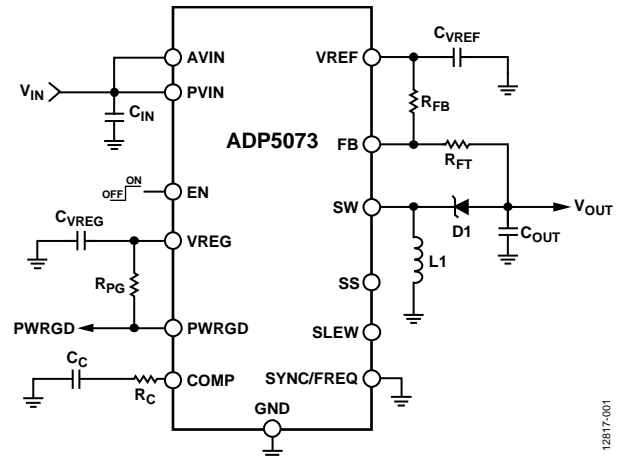 AVIN
VREF
CVREF
VIN
PVIN
CIN
RFB
ADP5073
FB
RFT
ON
OFF
EN
SW
VOUT
CVREG
D1
COUT
VREG
L1
RPG
SS
PWRGD
PWRGD
SLEW
CC
COMP
SYNC/FREQ
RC
GND
12817-001